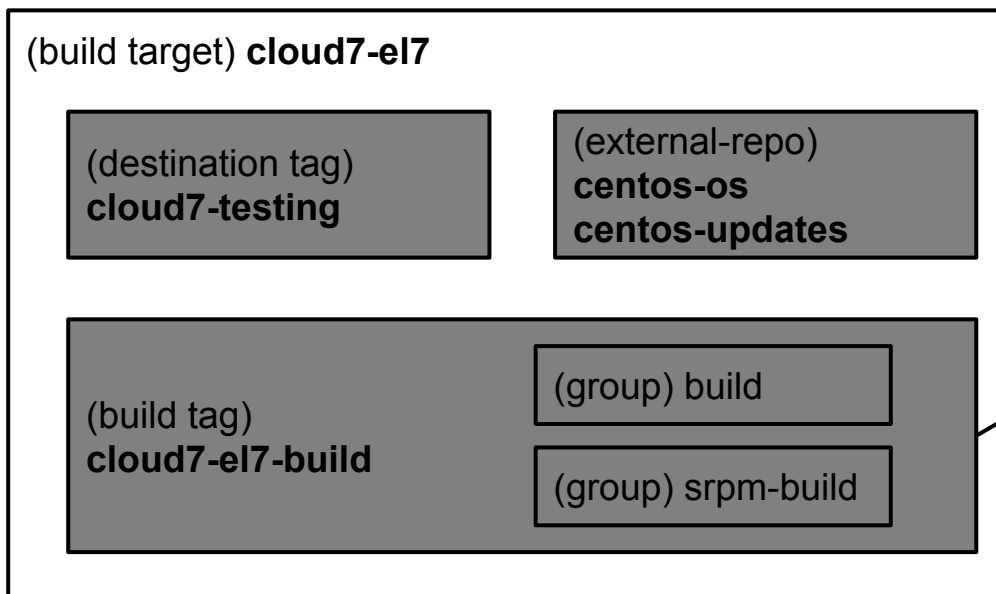 (build target) cloud7-el7
(destination tag)
cloud7-testing
(external-repo)
centos-os
centos-updates
(build tag)
cloud7-el7-build
(group) build
(group) srpm-build